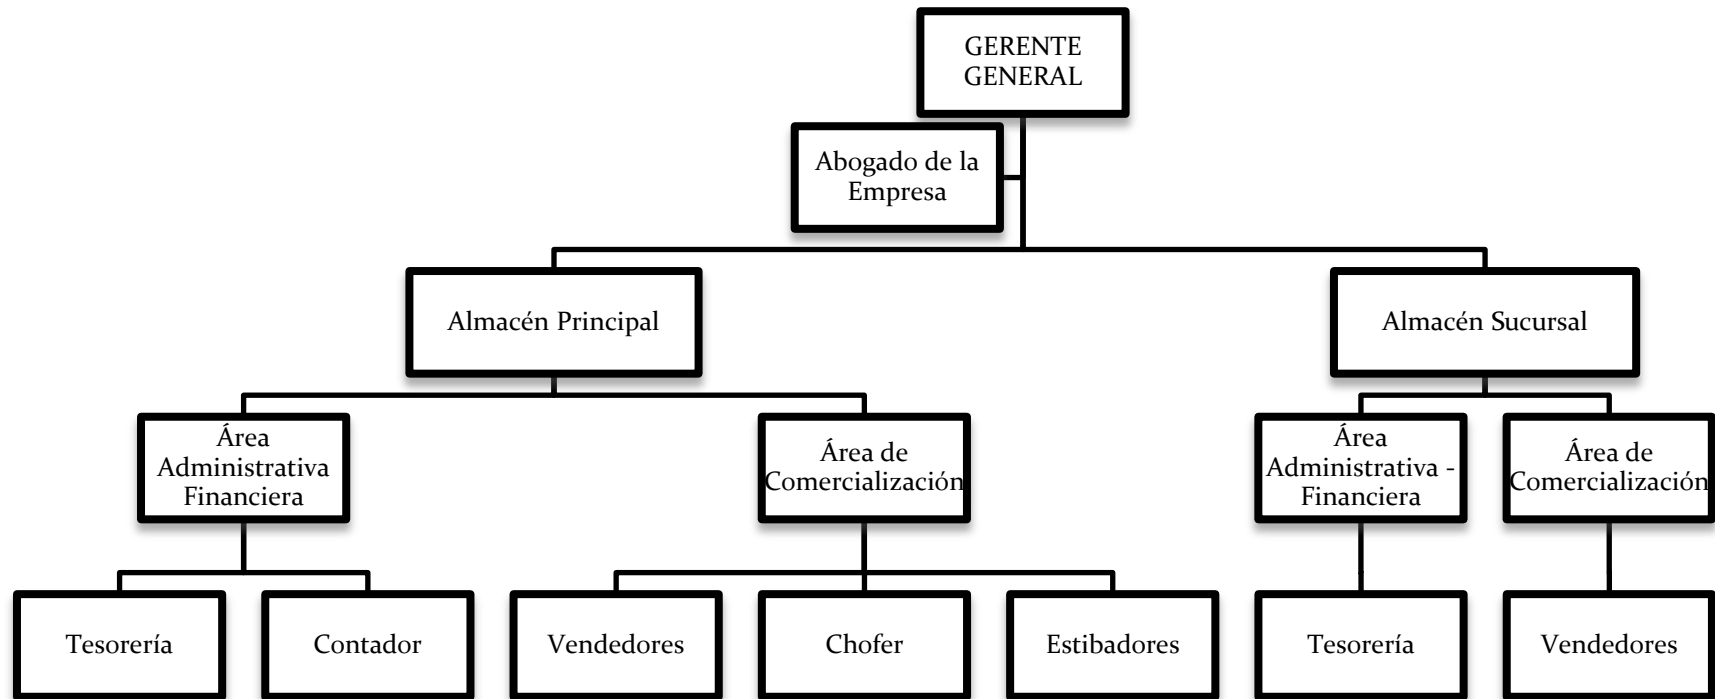 GERENTE
GENERAL
Abogado de la
Empresa
Almacén Principal
Almacén Sucursal
Área
Administrativa
Financiera
Área de
Comercialización
Área
Administrativa -
Financiera
Área de
Comercialización
Tesorería
Contador
Vendedores
Chofer
Estibadores
Tesorería
Vendedores